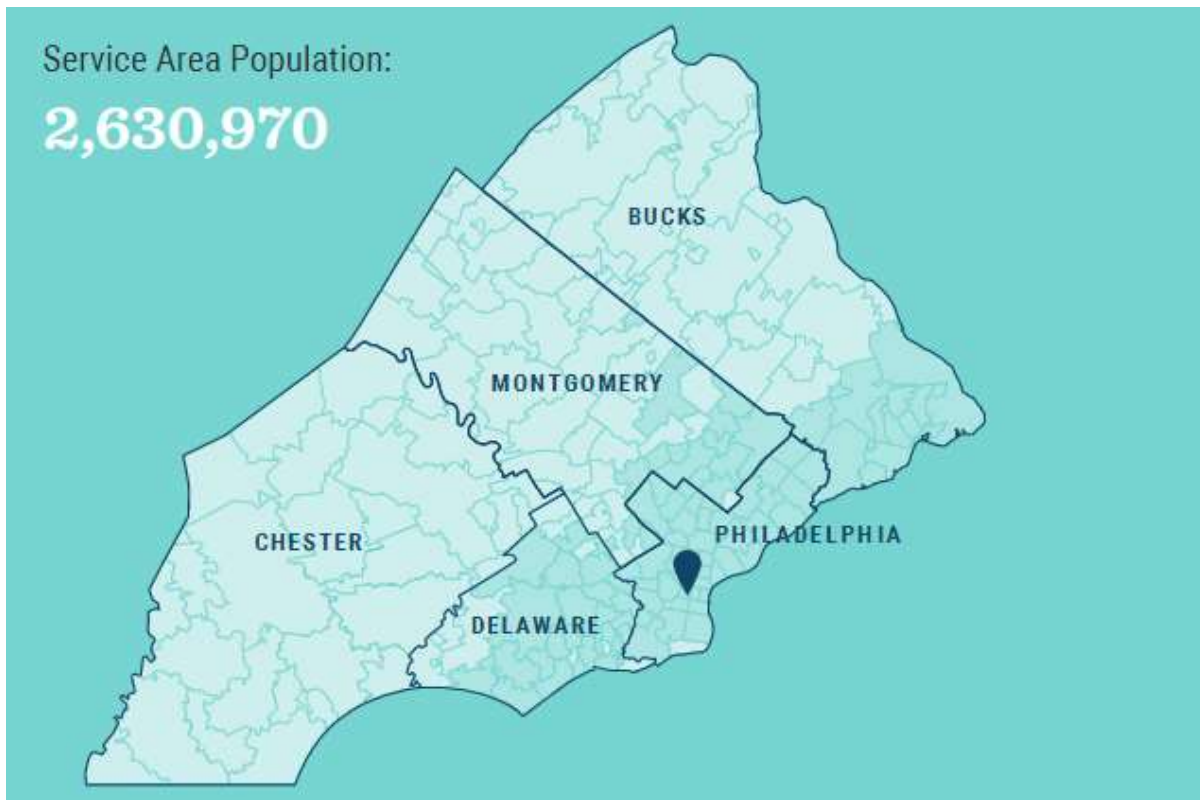 Service Area Population:
2,630,970
BUCKS
MONTGOMERY
PHILADELPHIA
CHESTER
DELAWARE